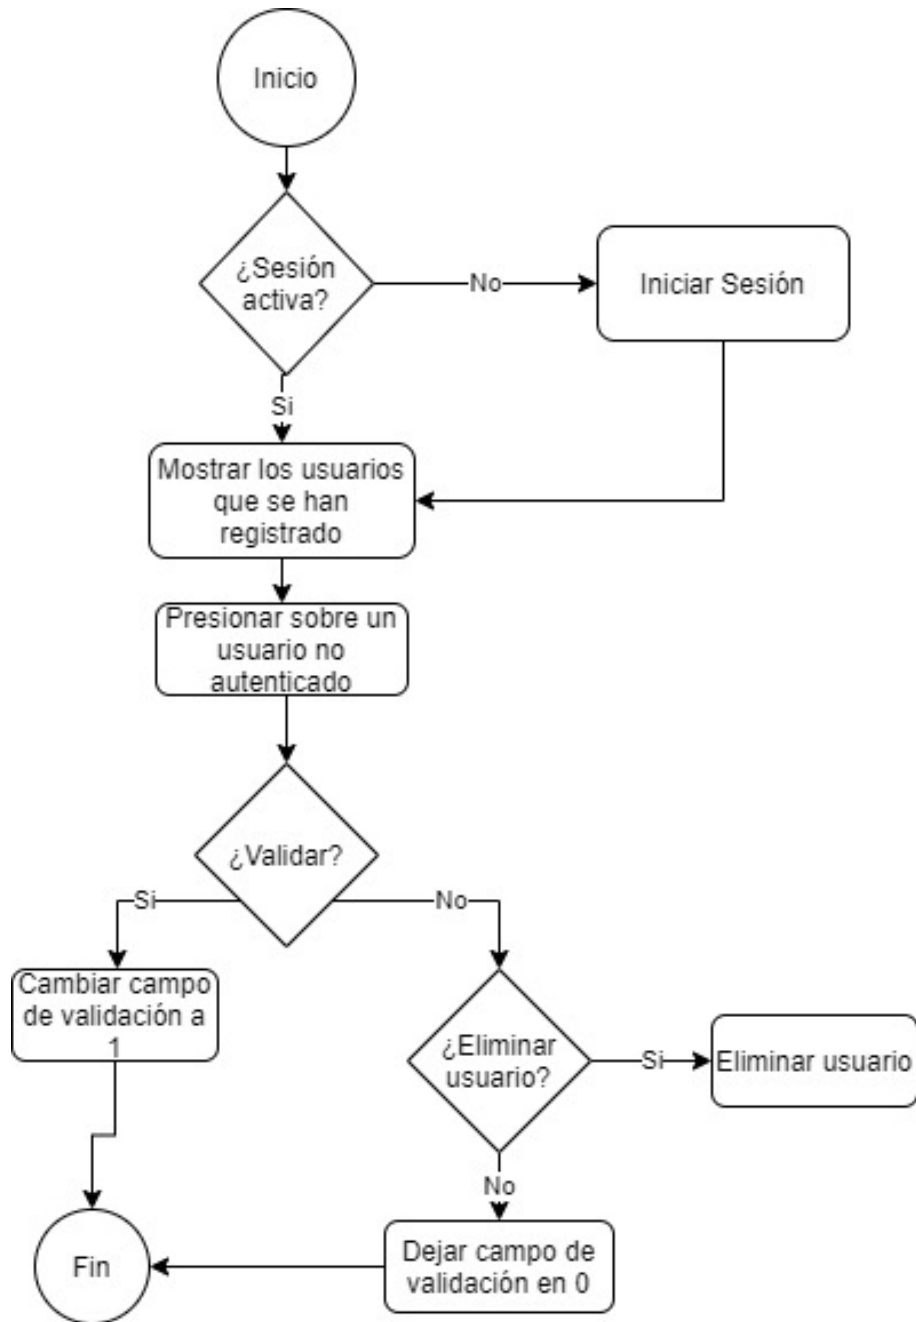 Inicio
¿Sesión
activa?
No
Iniciar Sesión
Si
Mostrar los usuarios
que se han
registrado
Presionar sobre un
usuario no
autenticado
¿Validar?
Si
No
Cambiar campo
de validación a
1
¿Eliminar
usuario?
Si
Eliminar usuario
No
Dejar campo de
validación en 0
Fin